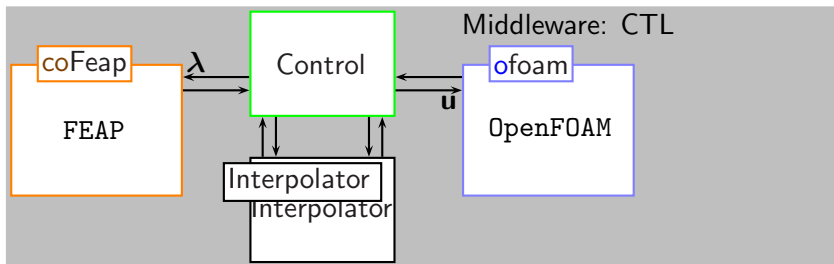 Middleware: CTL
coFeap
λ
Control
ofoam
u
FEAP
OpenFOAM
Interpolator
Interpolator